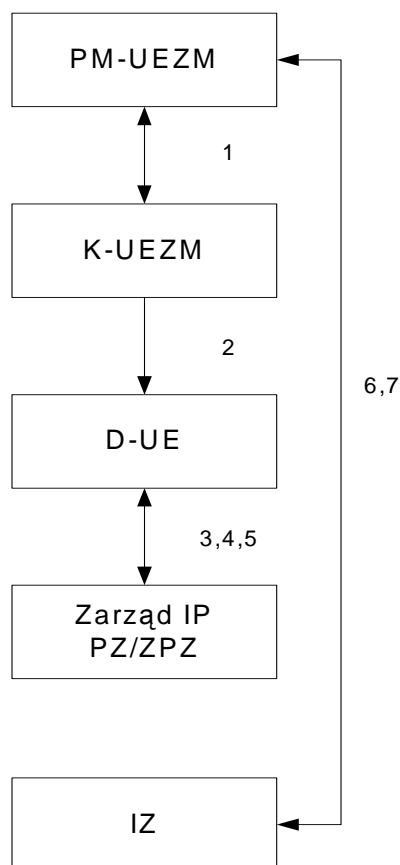 PM-UEZM
1
K-UEZM
2
6,7
D-UE
3,4,5
Zarząd IP
PZ/ZPZ
IZ